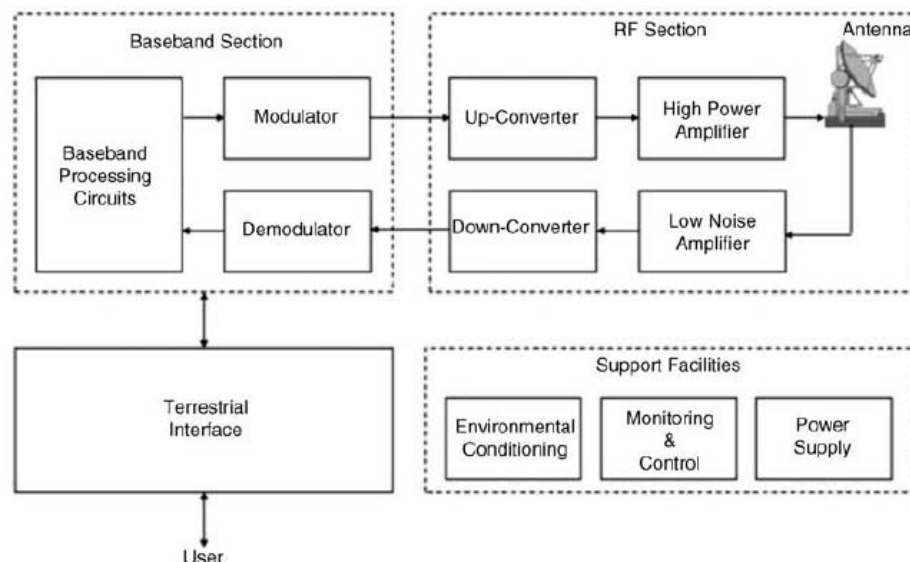 Baseband Section
RF Section
Antenna
Baseband
Processing
Circuits
Modulator
Up-Converter
High Power
Amplifier
Demodulator
Down-Converter
Low Noise
Amplifier
Terrestrial
Interface
Support Facilities
Environmental
Conditioning
Monitoring
&
Control
Power
Supply
User